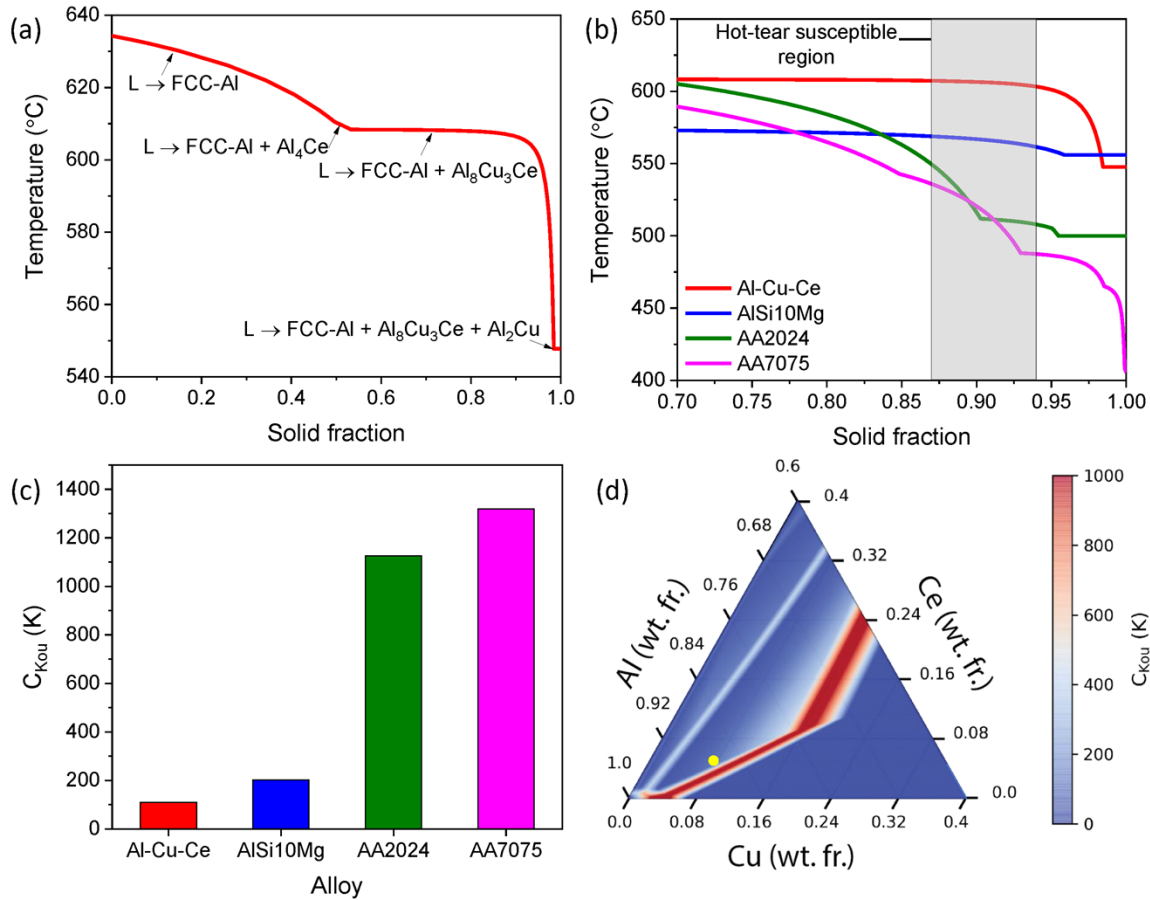 (a)
640
620
600
580
560
540
Temperature (°C)
L → FCC-Al
L → FCC-Al + Al₄Ce
L → FCC-Al + Al₈Cu₃Ce
L → FCC-Al + Al₈Cu₃Ce + Al₂Cu
0.0 0.2 0.4 0.6 0.8 1.0
Solid fraction
(b)
650
600
550
500
450
400
Temperature (°C)
Hot-tear susceptible
region
Al-Cu-Ce
AlSi10Mg
AA2024
AA7075
0.70 0.75 0.80 0.85 0.90 0.95 1.00
Solid fraction
(c)
1400
1200
1000
800
600
400
200
0
C_Kou (K)
Al-Cu-Ce AlSi10Mg AA2024 AA7075
Alloy
(d)
0.6
0.68
0.76
0.84
0.92
1.0
Al (wt. fr.)
0.4
0.32
0.24
0.16
0.08
0.0
Ce (wt. fr.)
0.0 0.08 0.16 0.24 0.32 0.4
Cu (wt. fr.)
1000
800
600
400
200
0
C_Kou (K)